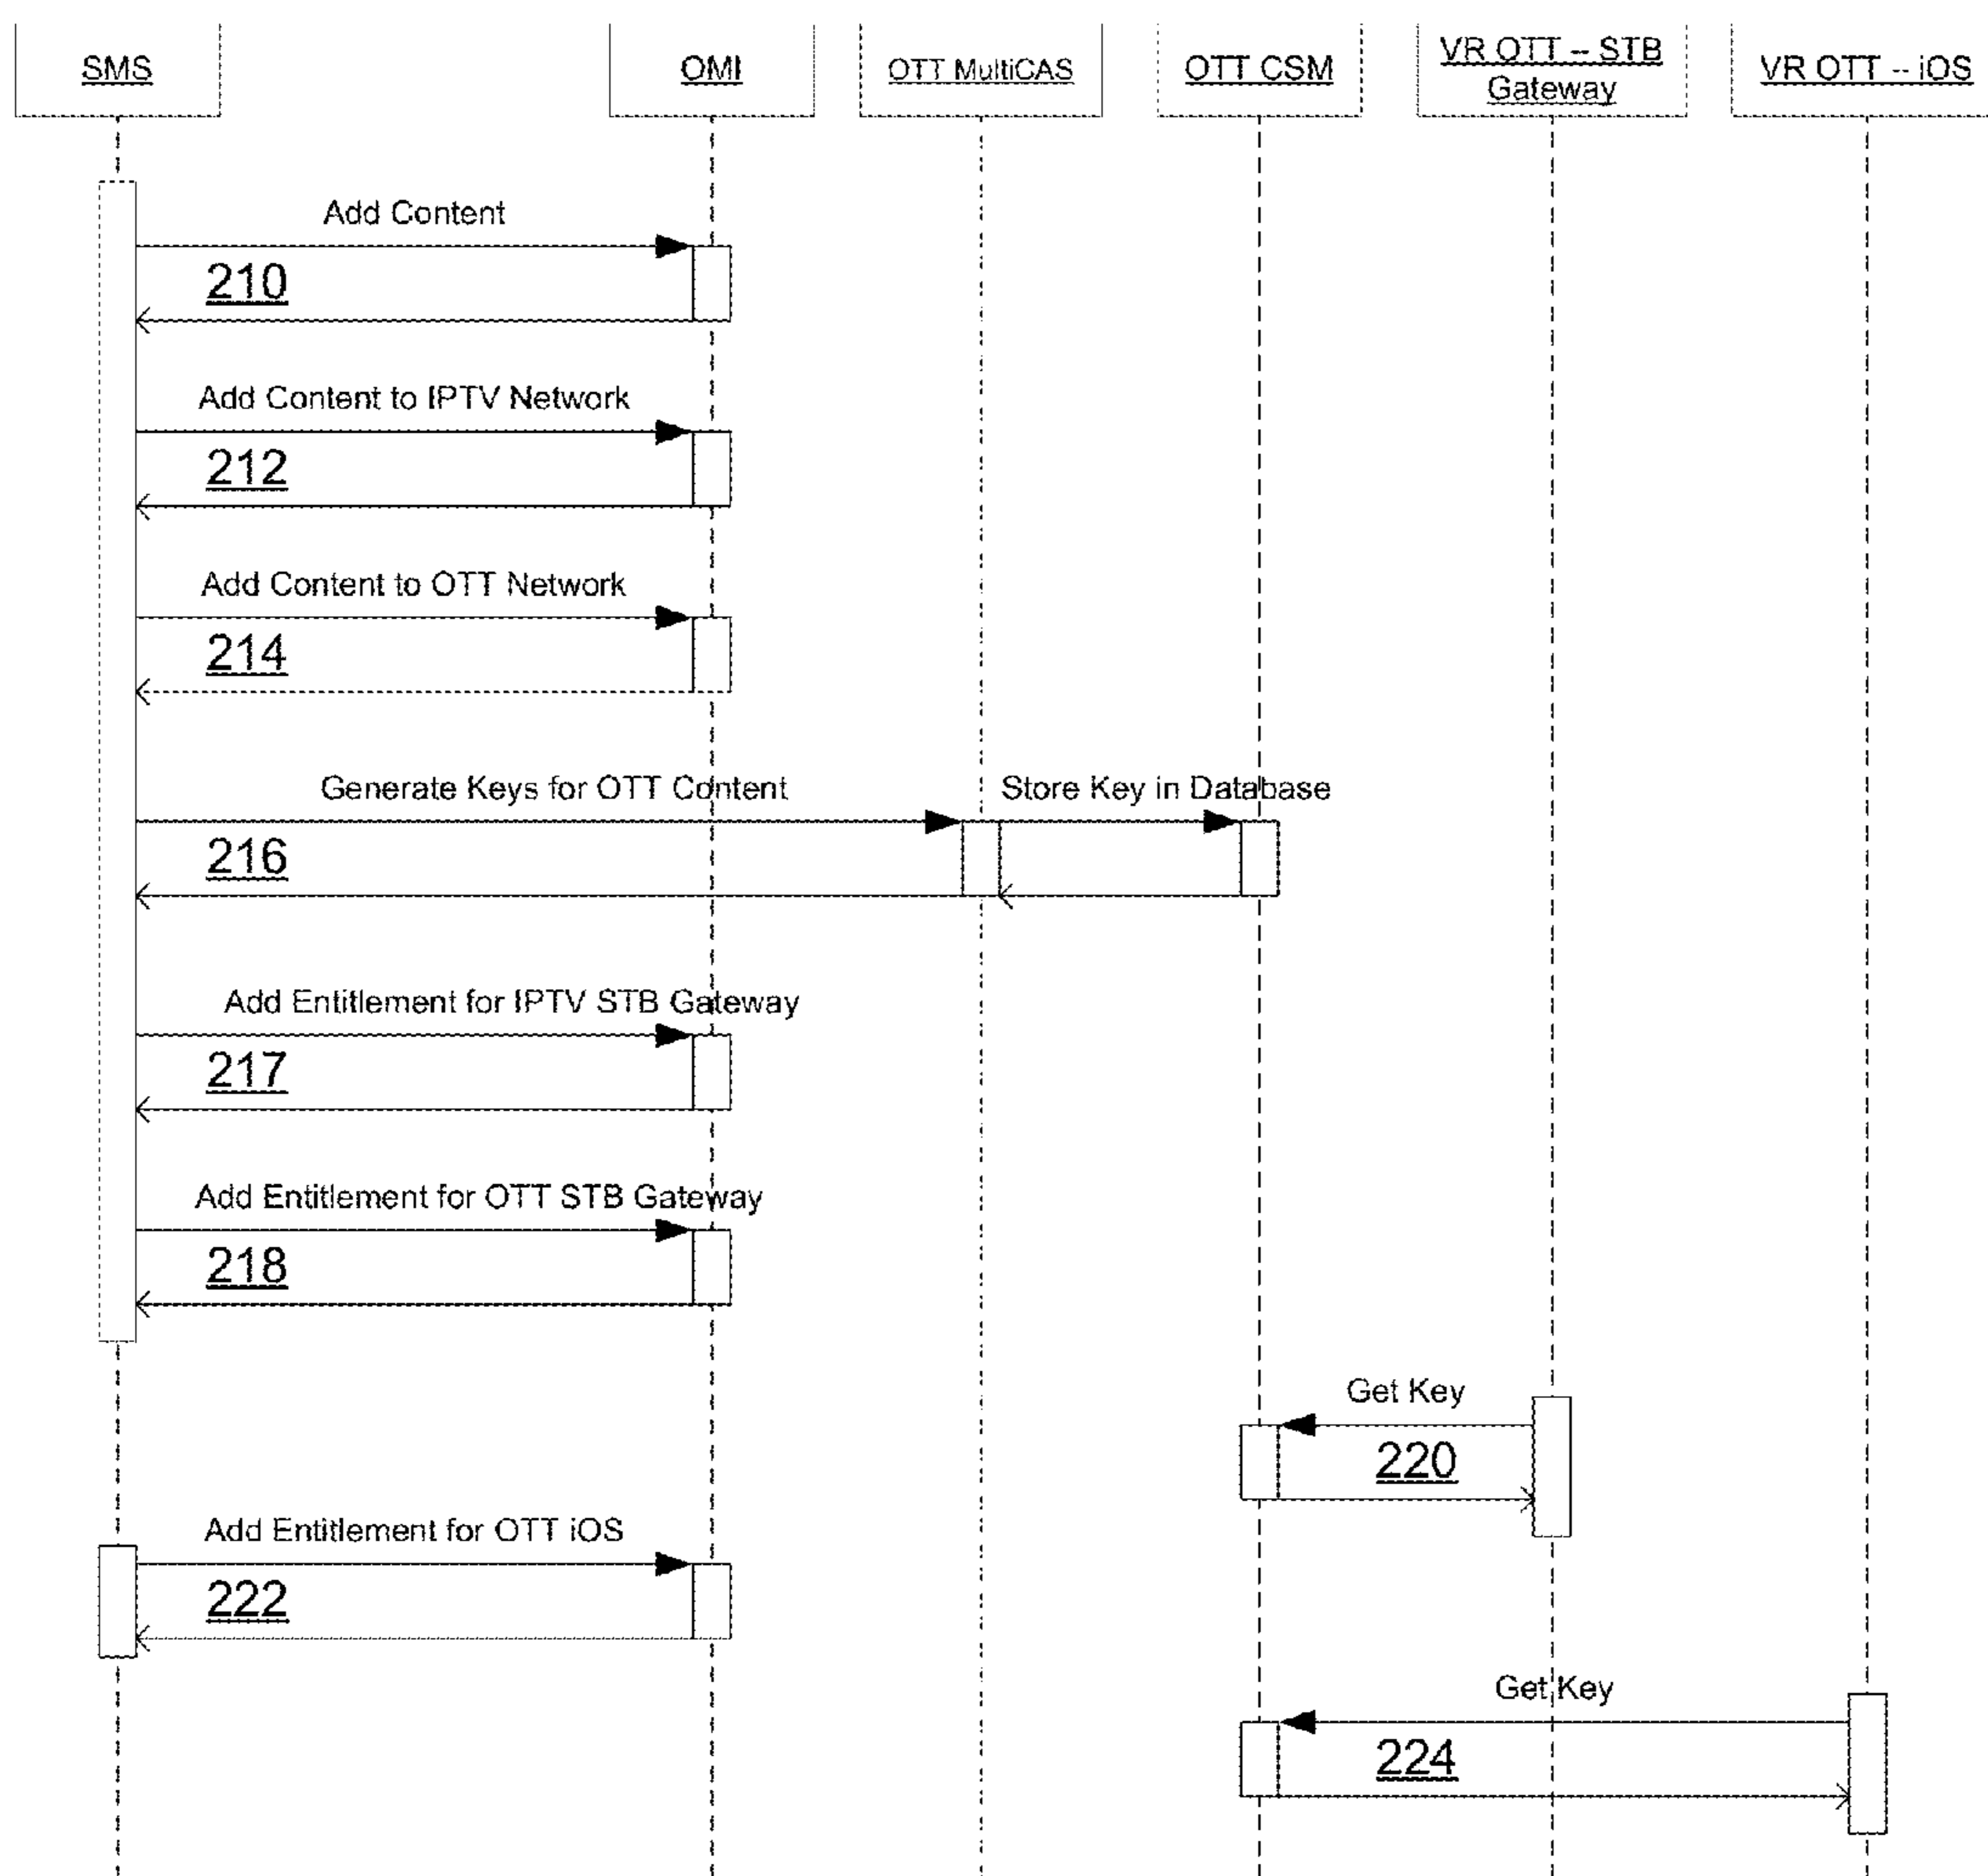 SMS
OMI
OTT MultiCAS
OTT CSM
VR OTT -- STB
Gateway
VR OTT -- iOS
Add Content
210
Add Content to IPTV Network
212
Add Content to OTT Network
214
Generate Keys for OTT Content
Store Key in Database
216
Add Entitlement for IPTV STB Gateway
217
Add Entitlement for OTT STB Gateway
218
Get Key
220
Add Entitlement for OTT iOS
222
Get Key
224